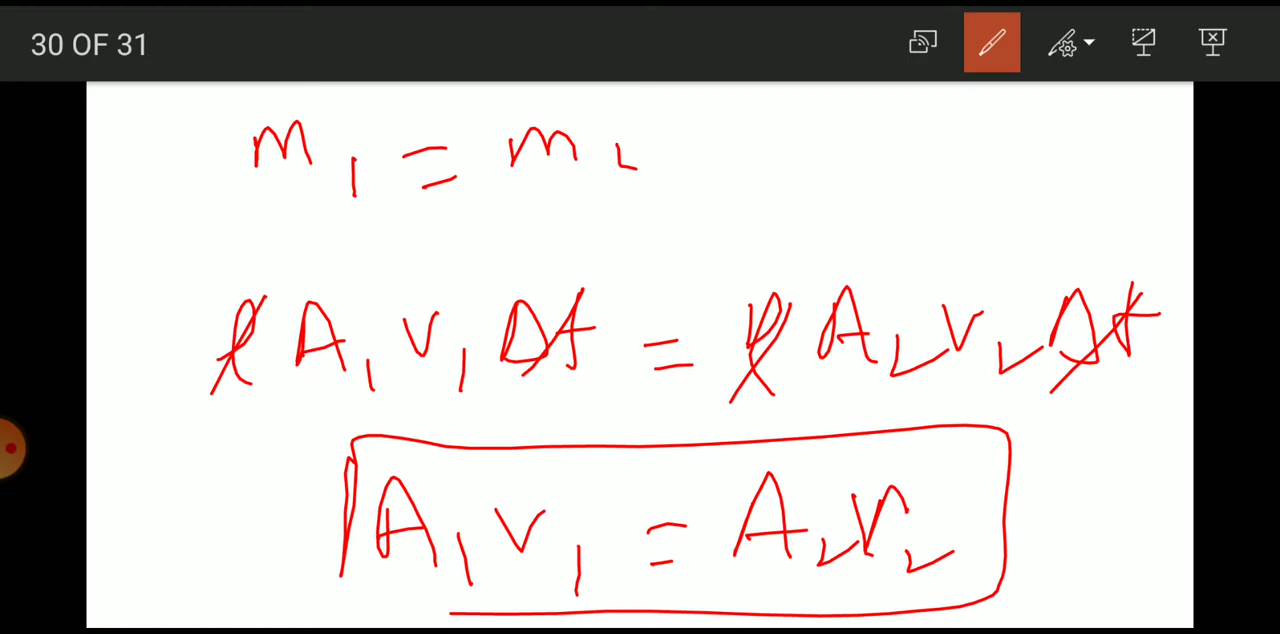 30 OF 31
m₁ = m₂
ρA₁v₁Δt = ρA₂v₂Δt
A₁v₁ = A₂v₂